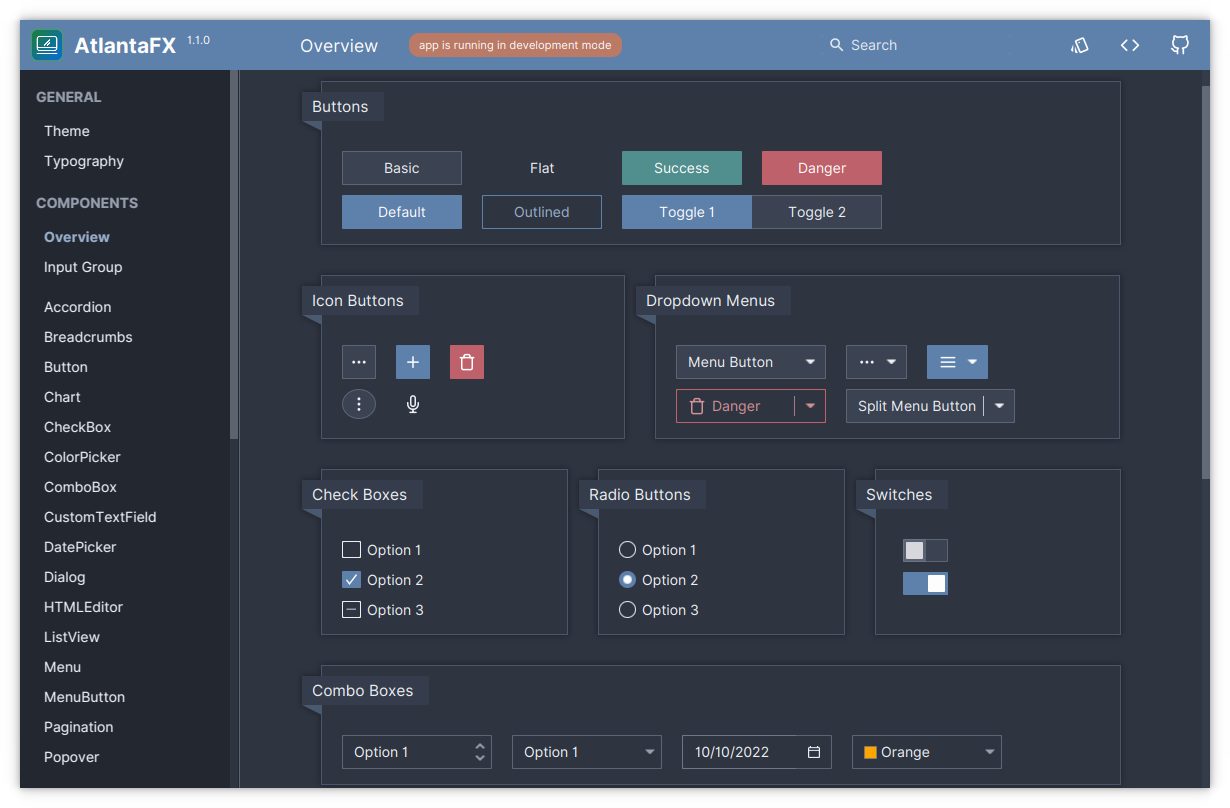 AtlantaFX 1.1.0
Overview
app is running in development mode
Search
GENERAL
Theme
Typography
COMPONENTS
Overview
Input Group
Accordion
Breadcrumbs
Button
Chart
CheckBox
ColorPicker
ComboBox
CustomTextField
DatePicker
Dialog
HTMLEditor
ListView
Menu
MenuButton
Pagination
Popover
Buttons
Basic Flat Success Danger
Default Outlined Toggle 1 Toggle 2
Icon Buttons
Dropdown Menus
Menu Button
Danger Split Menu Button
Check Boxes
Option 1
Option 2
Option 3
Radio Buttons
Option 1
Option 2
Option 3
Switches
Combo Boxes
Option 1 Option 1 10/10/2022 Orange